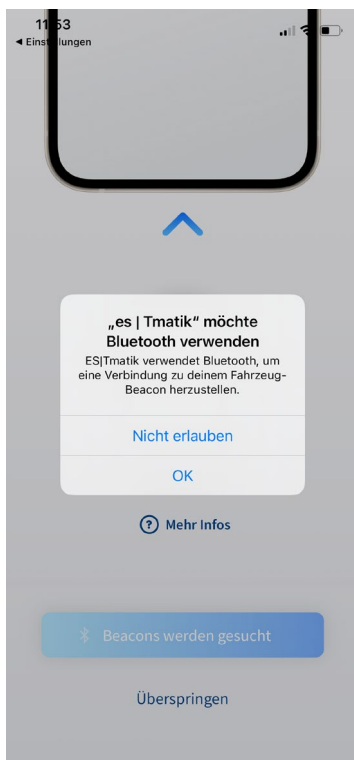 11:53
◄ Einstellungen
„es | Tmatik“ möchte
Bluetooth verwenden
ES|Tmatik verwendet Bluetooth, um
eine Verbindung zu deinem Fahrzeug-
Beacon herzustellen.
Nicht erlauben
OK
? Mehr Infos
Beacons werden gesucht
Überspringen